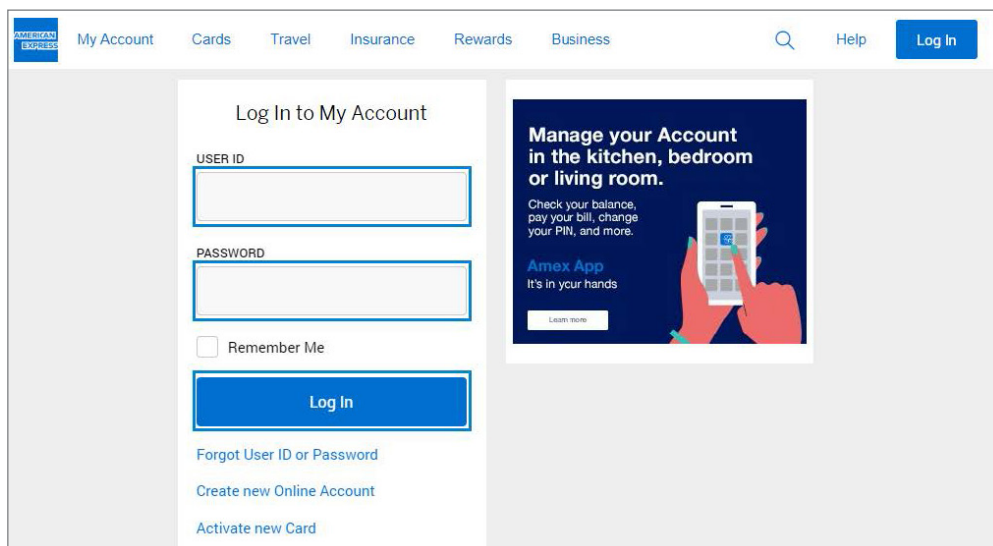 AMERICAN
EXPRESS
My Account Cards Travel Insurance Rewards Business Help Log In
Log In to My Account
USER ID
PASSWORD
Remember Me
Log In
Forgot User ID or Password
Create new Online Account
Activate new Card
Manage your Account
in the kitchen, bedroom
or living room.
Check your balance,
pay your bill, change
your PIN, and more.
Amex App
It's in your hands
Learn more